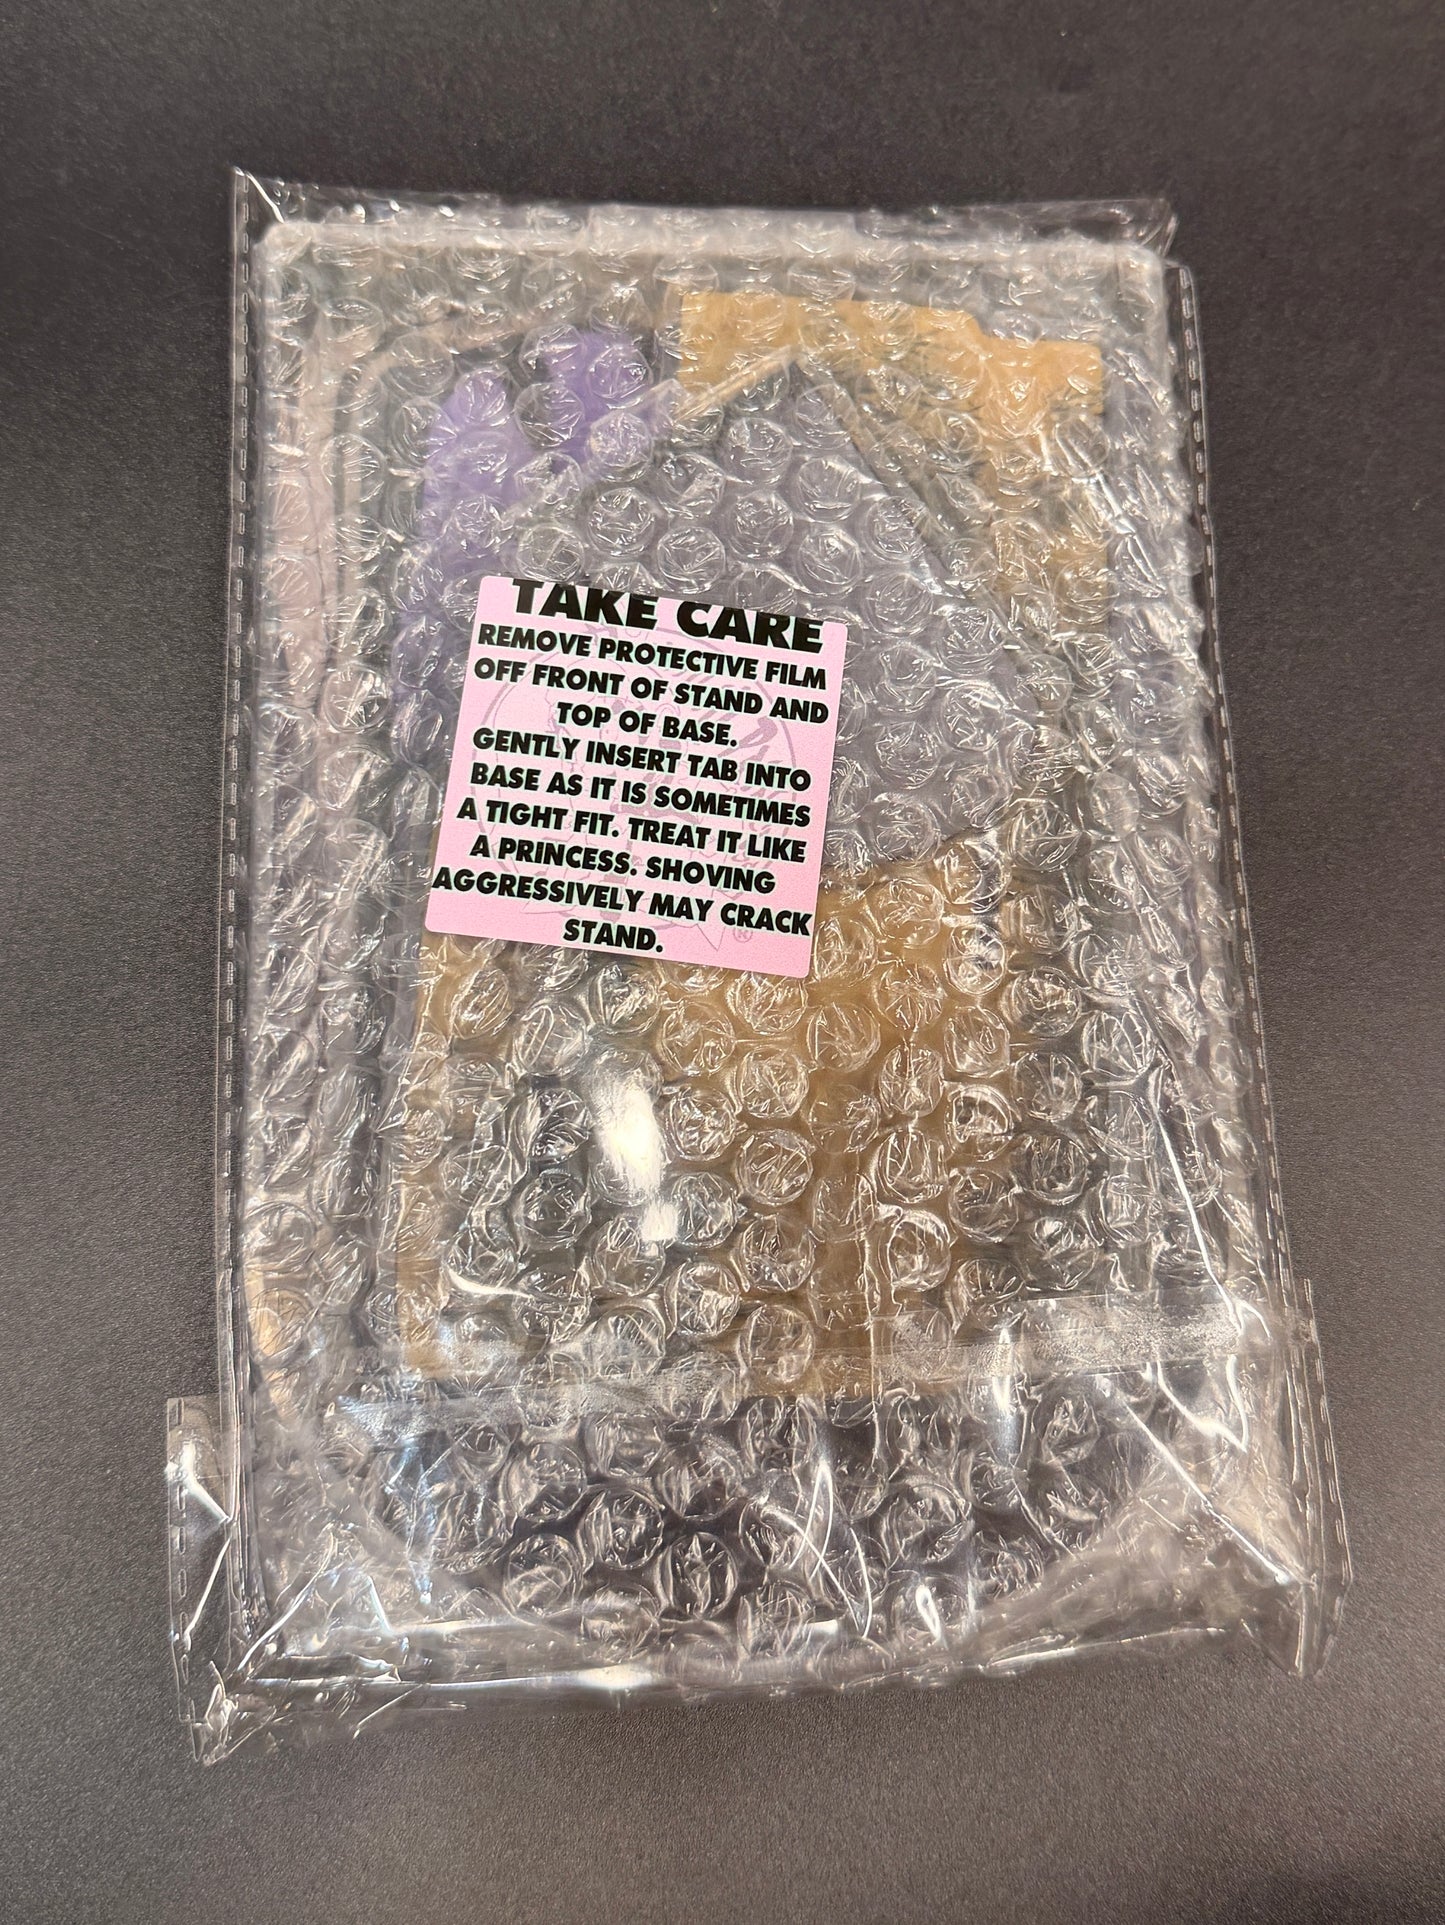 TAKE CARE
REMOVE PROTECTIVE FILM
OFF FRONT OF STAND AND
TOP OF BASE.
GENTLY INSERT TAB INTO
BASE AS IT IS SOMETIMES
A TIGHT FIT. TREAT IT LIKE
A PRINCESS. SHOVING
AGGRESSIVELY MAY CRACK
STAND.
®